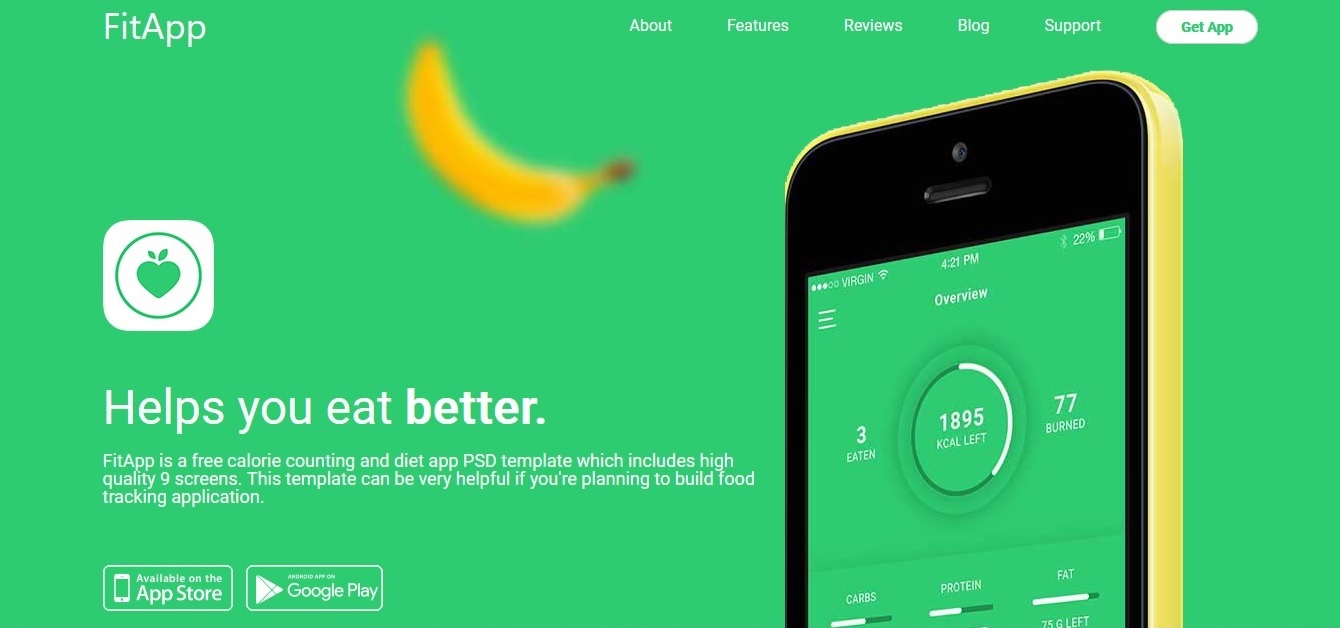 FitApp
About
Features
Reviews
Blog
Support
Get App
22%
4:21 PM
VIRGIN
Overview
1895
KCAL LEFT
3
EATEN
77
BURNED
Helps you eat better.
FitApp is a free calorie counting and diet app PSD template which includes high
quality 9 screens. This template can be very helpful if you're planning to build food
tracking application.
Available on the
App Store
ANDROID APP ON
Google Play
CARBS
PROTEIN
FAT
75 G LEFT